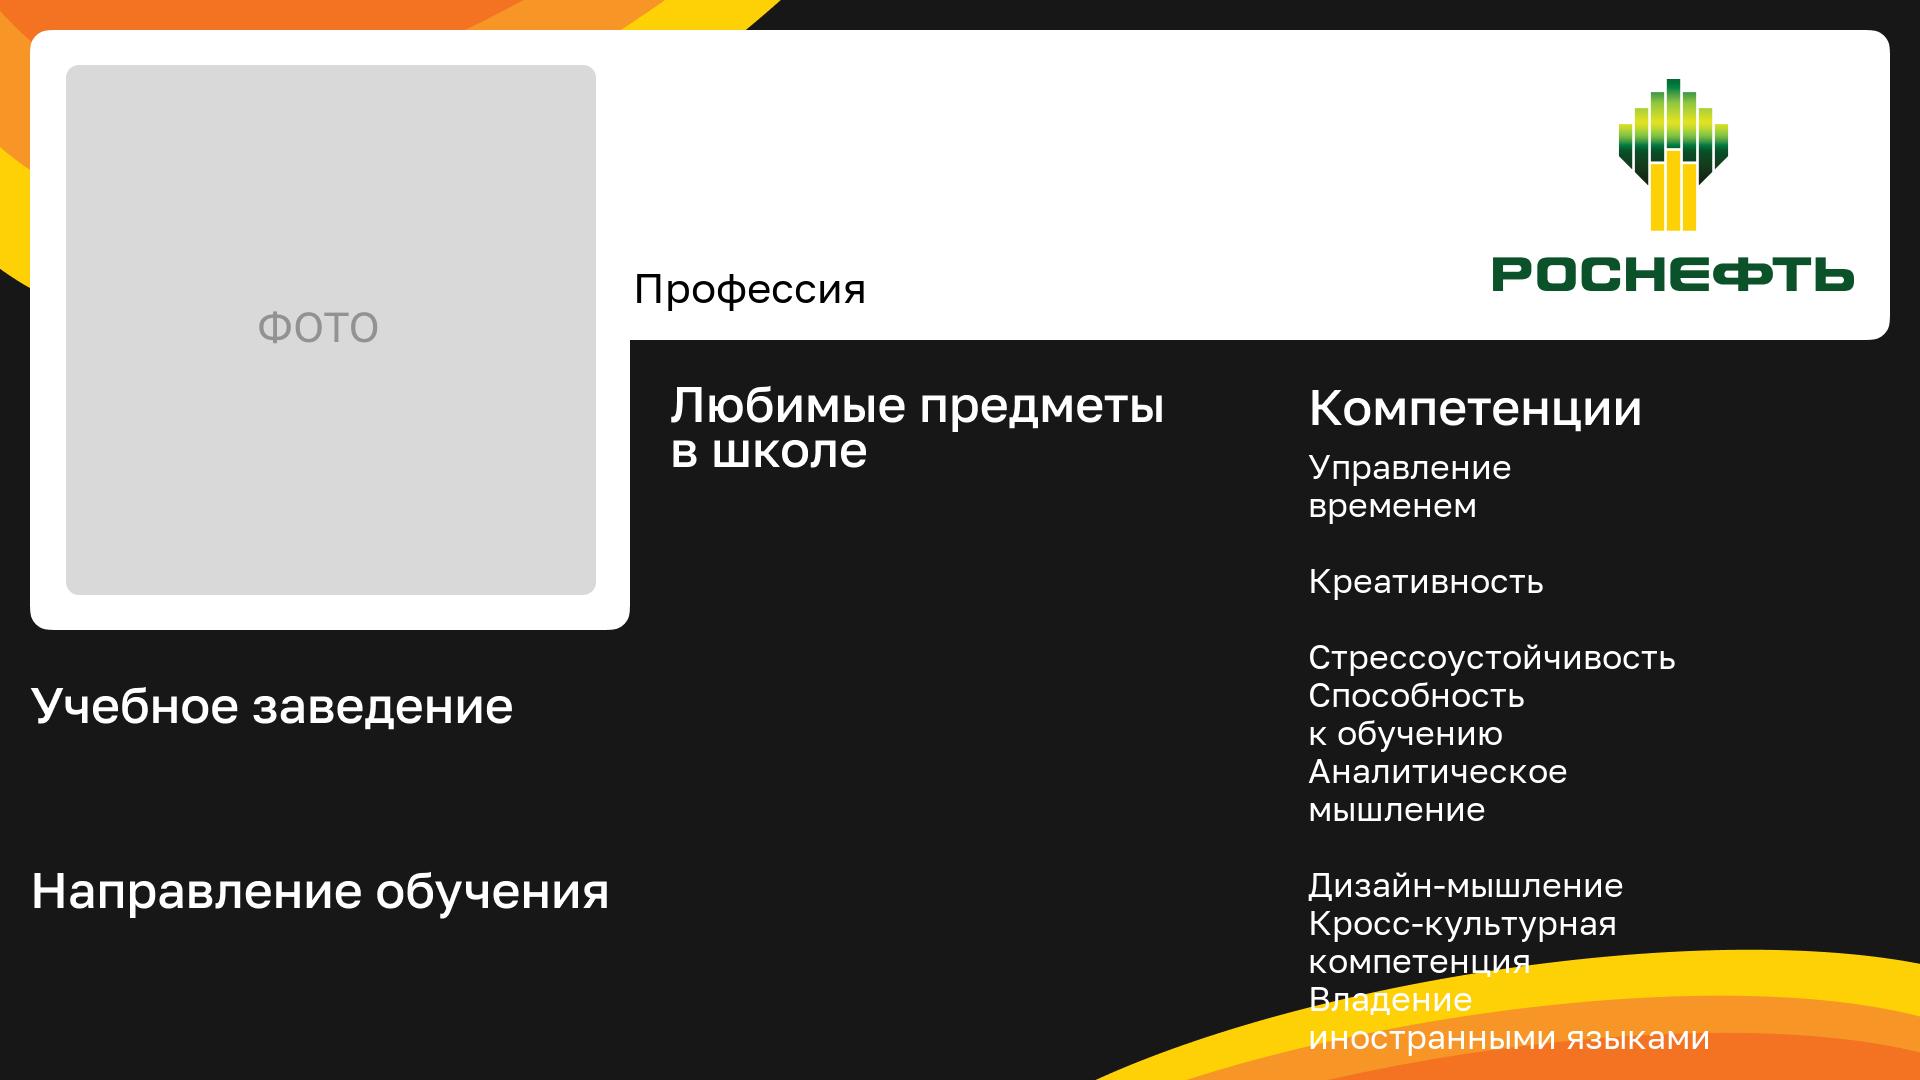 ФОТО
Профессия
РОСНЕФТЬ
Любимые предметы
в школе
Компетенции
Управление
временем
Креативность
Стрессоустойчивость
Способность
к обучению
Аналитическое
мышление
Дизайн-мышление
Кросс-культурная
компетенция
Владение
иностранными языками
Учебное заведение
Направление обучения